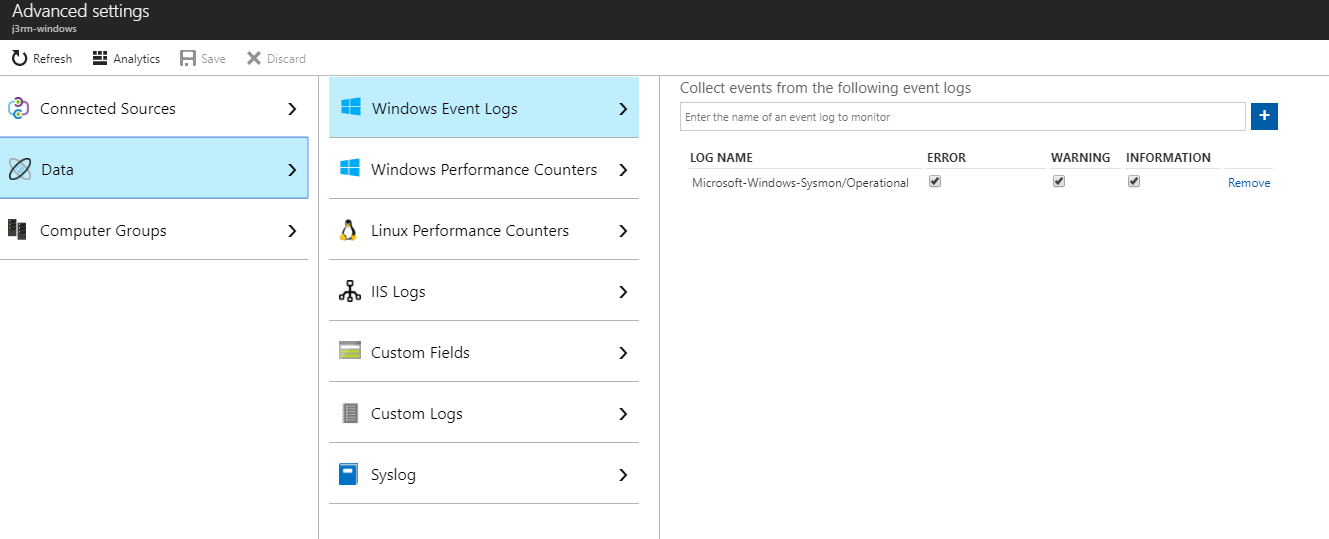 Advanced settings
j3rm-windows
Refresh Analytics Save Discard
Connected Sources
Data
Computer Groups
Windows Event Logs
Windows Performance Counters
Linux Performance Counters
IIS Logs
Custom Fields
Custom Logs
Syslog
Collect events from the following event logs
Enter the name of an event log to monitor
LOG NAME ERROR WARNING INFORMATION
Microsoft-Windows-Sysmon/Operational Remove